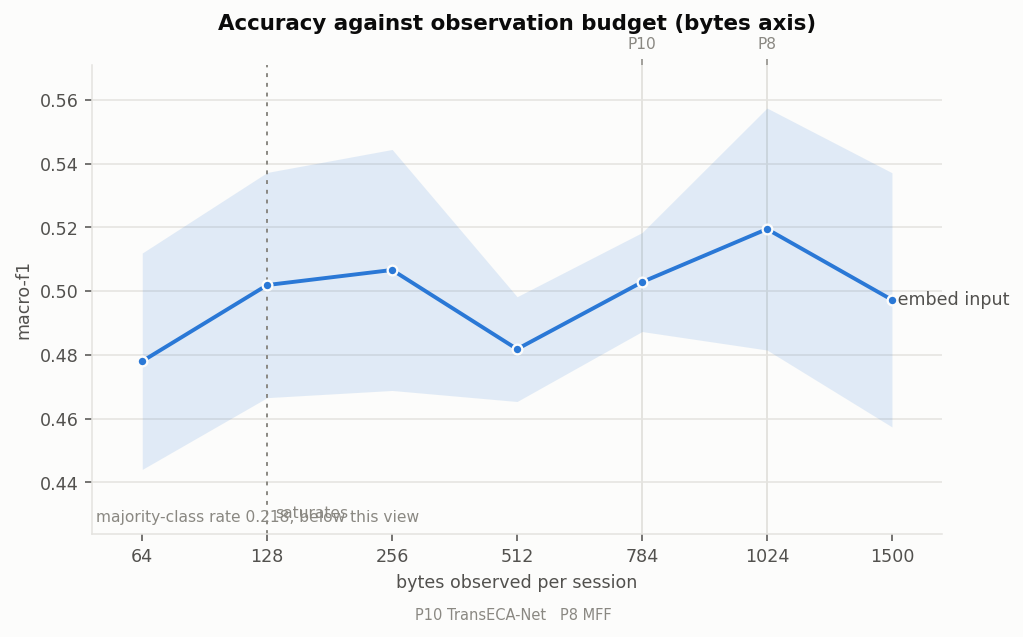 Accuracy against observation budget (bytes axis)
P10 P8
0.56
0.54
0.52
0.50
0.48
0.46
0.44
macro-f1
embed input
saturates
majority-class rate 0.218, below this view
64 128 256 512 784 1024 1500
bytes observed per session
P10 TransECA-Net P8 MFF